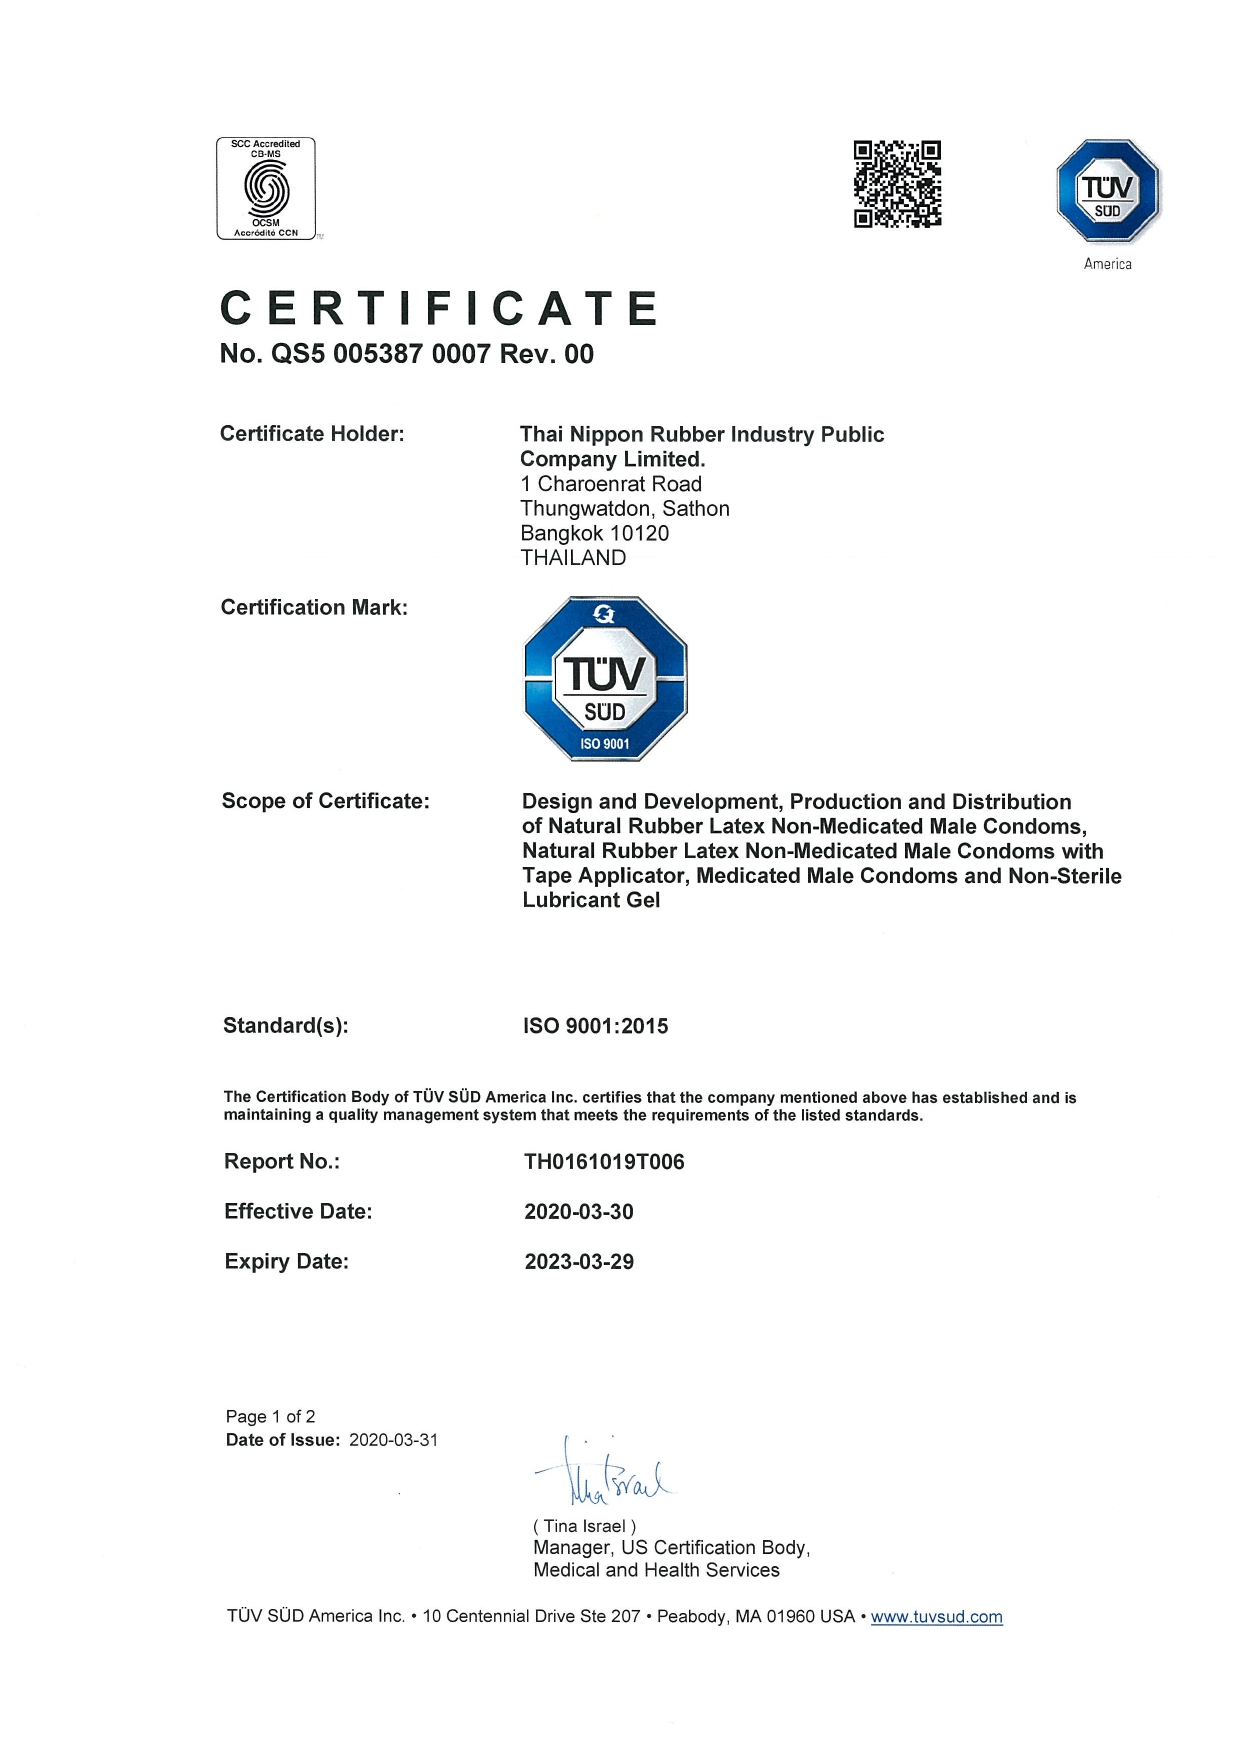 SCC Accredited
CB-MS
OCSM
Accrédité CCN
TM
TÜV
SÜD
America
CERTIFICATE
No. QS5 005387 0007 Rev. 00
Certificate Holder:
Thai Nippon Rubber Industry Public
Company Limited.
1 Charoenrat Road
Thungwatdon, Sathon
Bangkok 10120
THAILAND
Certification Mark:
TÜV
SÜD
ISO 9001
Scope of Certificate:
Design and Development, Production and Distribution
of Natural Rubber Latex Non-Medicated Male Condoms,
Natural Rubber Latex Non-Medicated Male Condoms with
Tape Applicator, Medicated Male Condoms and Non-Sterile
Lubricant Gel
Standard(s):
ISO 9001:2015
The Certification Body of TÜV SÜD America Inc. certifies that the company mentioned above has established and is
maintaining a quality management system that meets the requirements of the listed standards.
Report No.:
TH0161019T006
Effective Date:
2020-03-30
Expiry Date:
2023-03-29
Page 1 of 2
Date of Issue: 2020-03-31
Tina Israel
( Tina Israel )
Manager, US Certification Body,
Medical and Health Services
TÜV SÜD America Inc. • 10 Centennial Drive Ste 207 • Peabody, MA 01960 USA • www.tuvsud.com